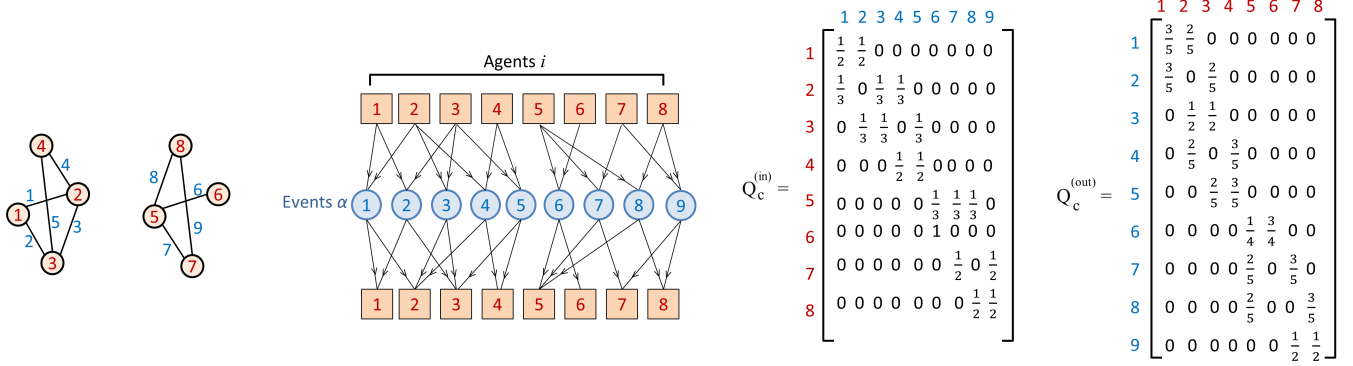 4
4
2
1
1
5
3
2
3
8
8
6
6
5
9
7
7
Agents i
1 2 3 4 5 6 7 8
Events α 1 2 3 4 5 6 7 8 9
1 2 3 4 5 6 7 8
Q_c^(in) =
1 2 3 4 5 6 7 8 9
1 1/2 1/2 0 0 0 0 0 0 0
2 1/3 0 1/3 1/3 0 0 0 0 0
3 0 1/3 1/3 0 1/3 0 0 0 0
4 0 0 0 1/2 1/2 0 0 0 0
5 0 0 0 0 0 1/3 1/3 1/3 0
6 0 0 0 0 0 1 0 0 0
7 0 0 0 0 0 0 1/2 0 1/2
8 0 0 0 0 0 0 0 1/2 1/2
Q_c^(out) =
1 2 3 4 5 6 7 8
1 3/5 2/5 0 0 0 0 0 0
2 3/5 0 2/5 0 0 0 0 0
3 0 1/2 1/2 0 0 0 0 0
4 0 2/5 0 3/5 0 0 0 0
5 0 0 2/5 3/5 0 0 0 0
6 0 0 0 0 1/4 3/4 0 0
7 0 0 0 0 2/5 0 3/5 0
8 0 0 0 0 2/5 0 0 3/5
9 0 0 0 0 0 0 1/2 1/2